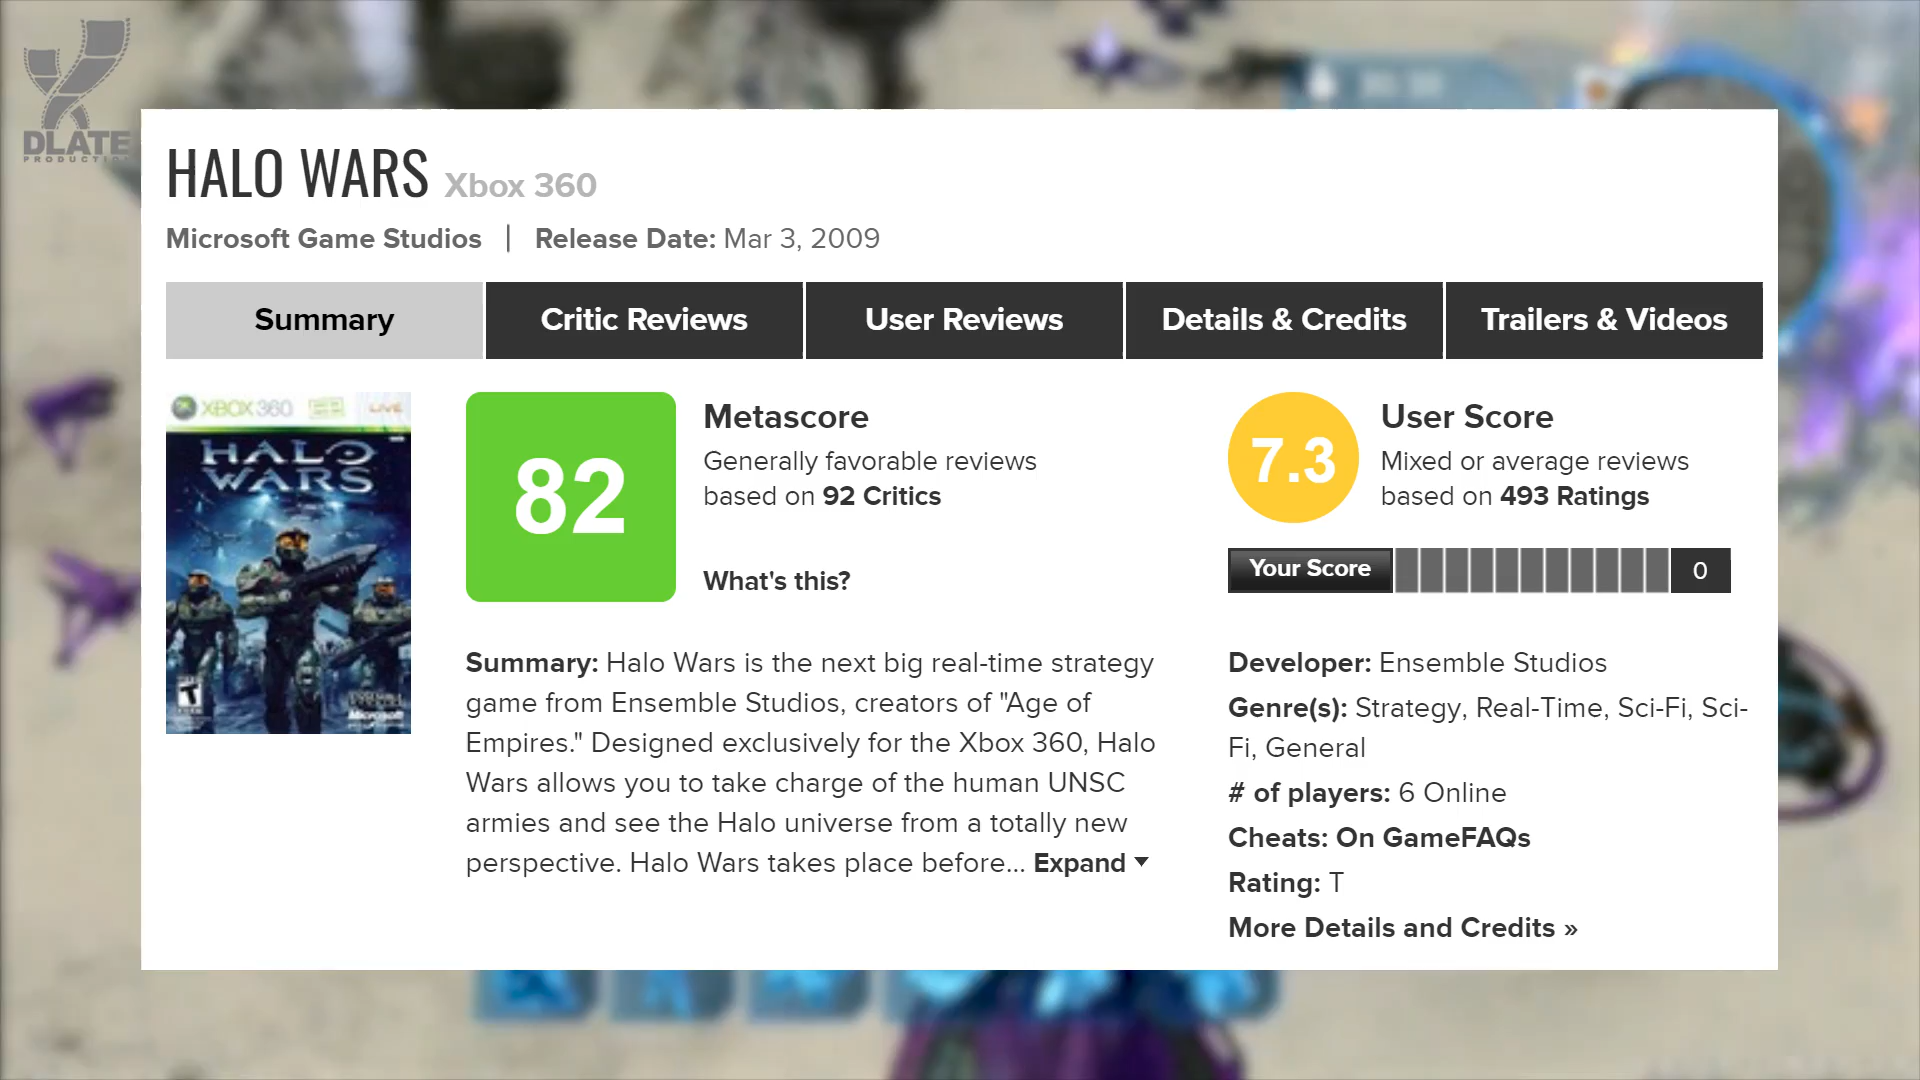 DLATE
PRODUCTION
HALO WARS Xbox 360
Microsoft Game Studios | Release Date: Mar 3, 2009
Summary
Critic Reviews
User Reviews
Details & Credits
Trailers & Videos
XBOX 360 LIVE
HALO
WARS
T
Microsoft
82
Metascore
Generally favorable reviews
based on 92 Critics
What's this?
7.3
User Score
Mixed or average reviews
based on 493 Ratings
Your Score 0
Summary: Halo Wars is the next big real-time strategy
game from Ensemble Studios, creators of "Age of
Empires." Designed exclusively for the Xbox 360, Halo
Wars allows you to take charge of the human UNSC
armies and see the Halo universe from a totally new
perspective. Halo Wars takes place before... Expand
Developer: Ensemble Studios
Genre(s): Strategy, Real-Time, Sci-Fi, Sci-
Fi, General
# of players: 6 Online
Cheats: On GameFAQs
Rating: T
More Details and Credits »